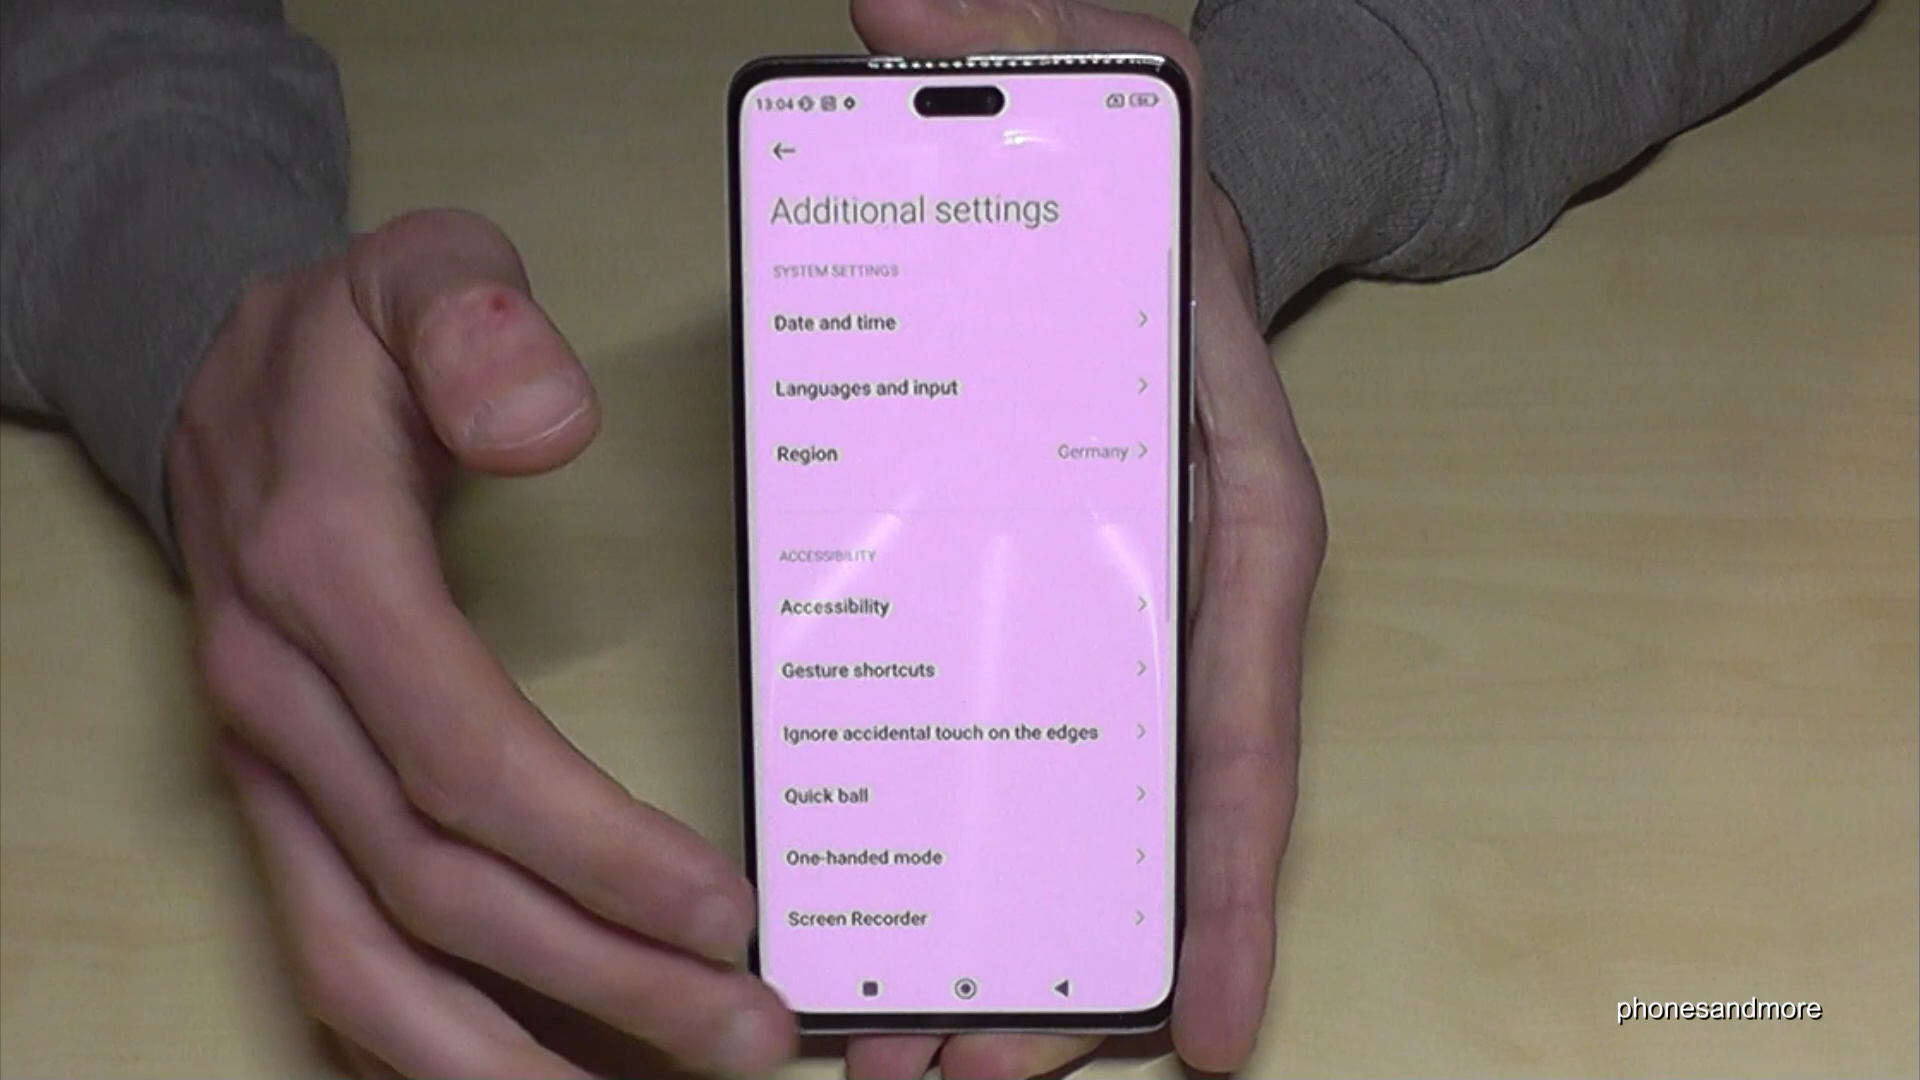 13:04
Additional settings
SYSTEM SETTINGS
Date and time
Languages and input
Region Germany
ACCESSIBILITY
Accessibility
Gesture shortcuts
Ignore accidental touch on the edges
Quick ball
One-handed mode
Screen Recorder
phonesandmore